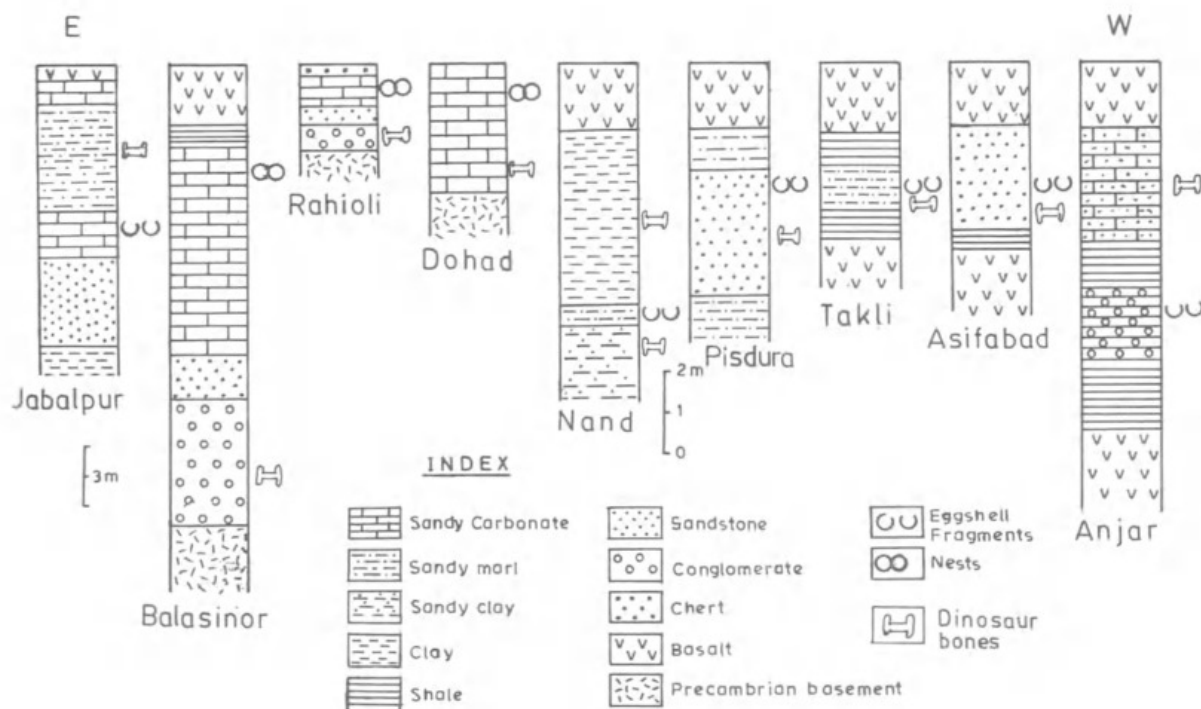 E
W
Jabalpur
Balasinor
Rahioli
Dohad
Nand
Pisdura
Takli
Asifabad
Anjar
3m
2m
1
0
INDEX
Sandy Carbonate
Sandy marl
Sandy clay
Clay
Shale
Sandstone
Conglomerate
Chert
Basalt
Precambrian basement
Eggshell
Fragments
Nests
Dinosaur
bones